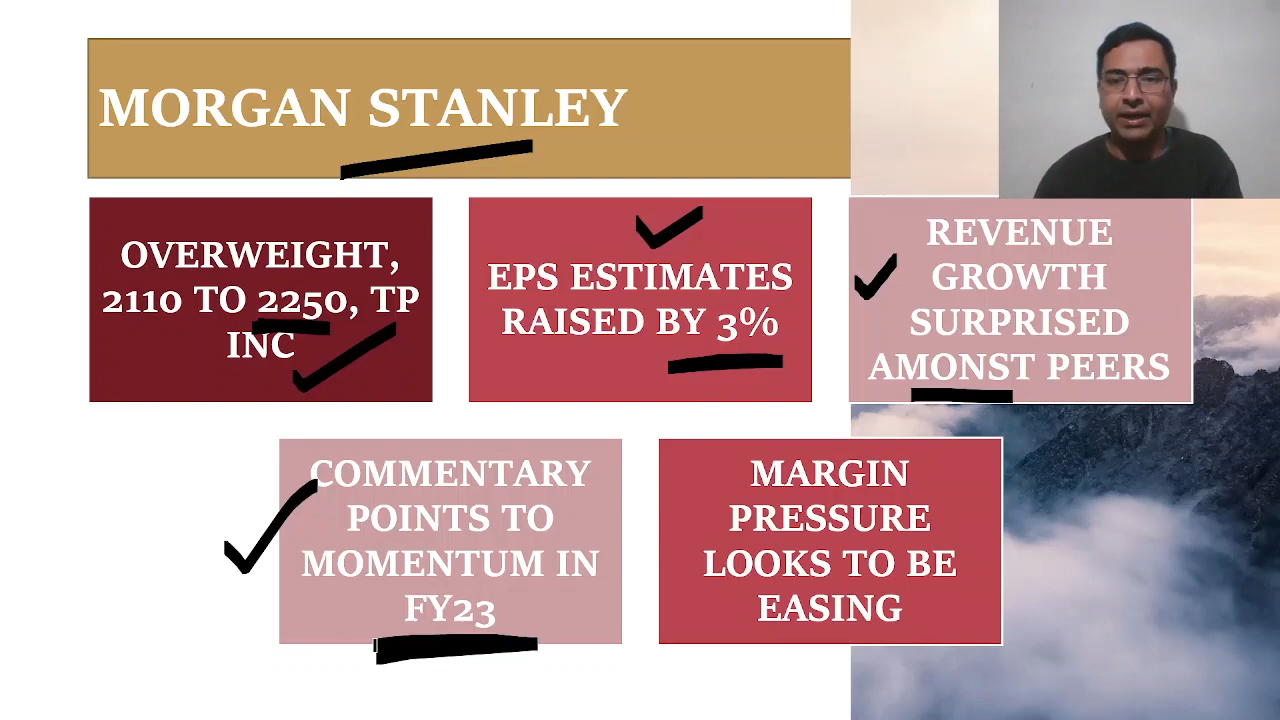 MORGAN STANLEY
OVERWEIGHT,
2110 TO 2250, TP
INC
EPS ESTIMATES
RAISED BY 3%
REVENUE
GROWTH
SURPRISED
AMONST PEERS
COMMENTARY
POINTS TO
MOMENTUM IN
FY23
MARGIN
PRESSURE
LOOKS TO BE
EASING